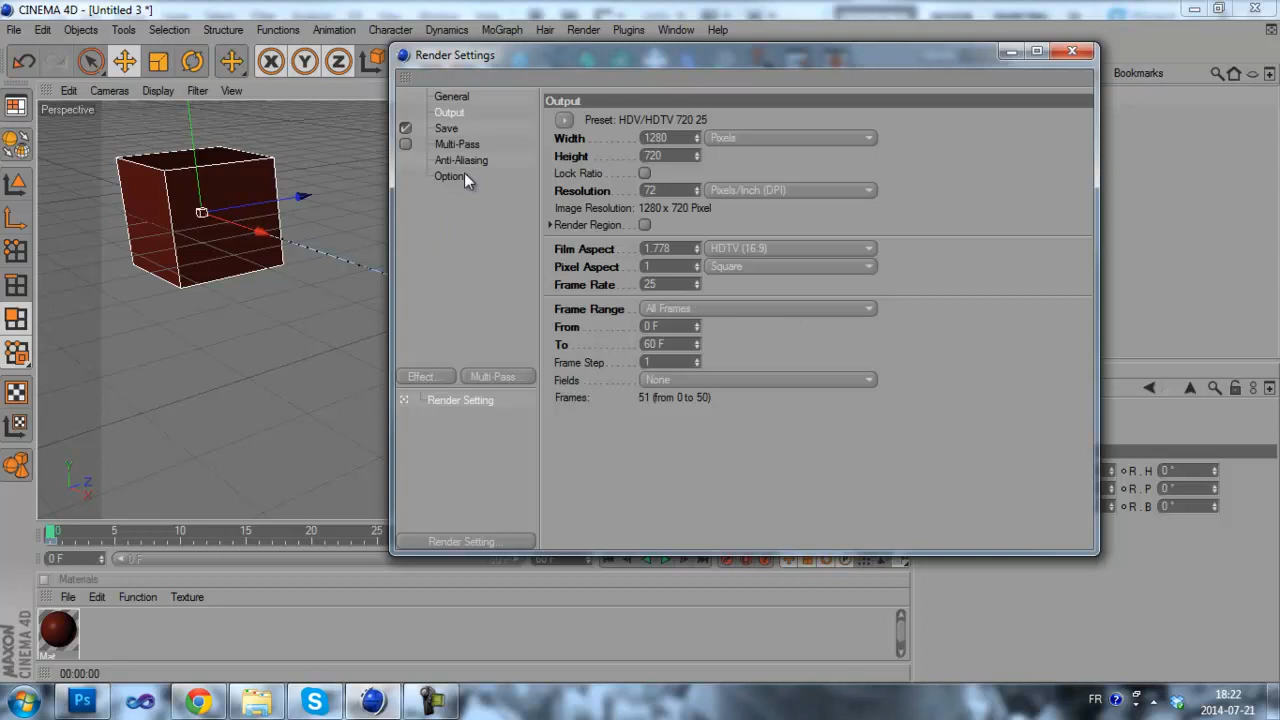 CINEMA 4D - [Untitled 3 *]
File Edit Objects Tools Selection Structure Functions Animation Character Dynamics MoGraph Hair Render Plugins Window Help
Render Settings
Bookmarks
Edit Cameras Display Filter View
Perspective
General
Output
Save
Multi-Pass
Anti-Aliasing
Option
Effect...
Multi-Pass
Render Setting
Render Setting...
Output
Preset: HDV/HDTV 720 25
Width 1280 Pixels
Height 720
Lock Ratio
Resolution 72 Pixels/Inch (DPI)
Image Resolution: 1280 x 720 Pixel
Render Region
Film Aspect 1.778 HDTV (16:9)
Pixel Aspect 1 Square
Frame Rate 25
Frame Range All Frames
From 0 F
To 60 F
Frame Step 1
Fields None
Frames: 51 (from 0 to 50)
X Y Z
R . H 0 °
R . P 0 °
R . B 0 °
Y
Z
X
0 5 10 15 20 25
0 F 0 F
Materials
File Edit Function Texture
Mat
MAXON
CINEMA 4D
00:00:00
Ps
FR
18:22
2014-07-21